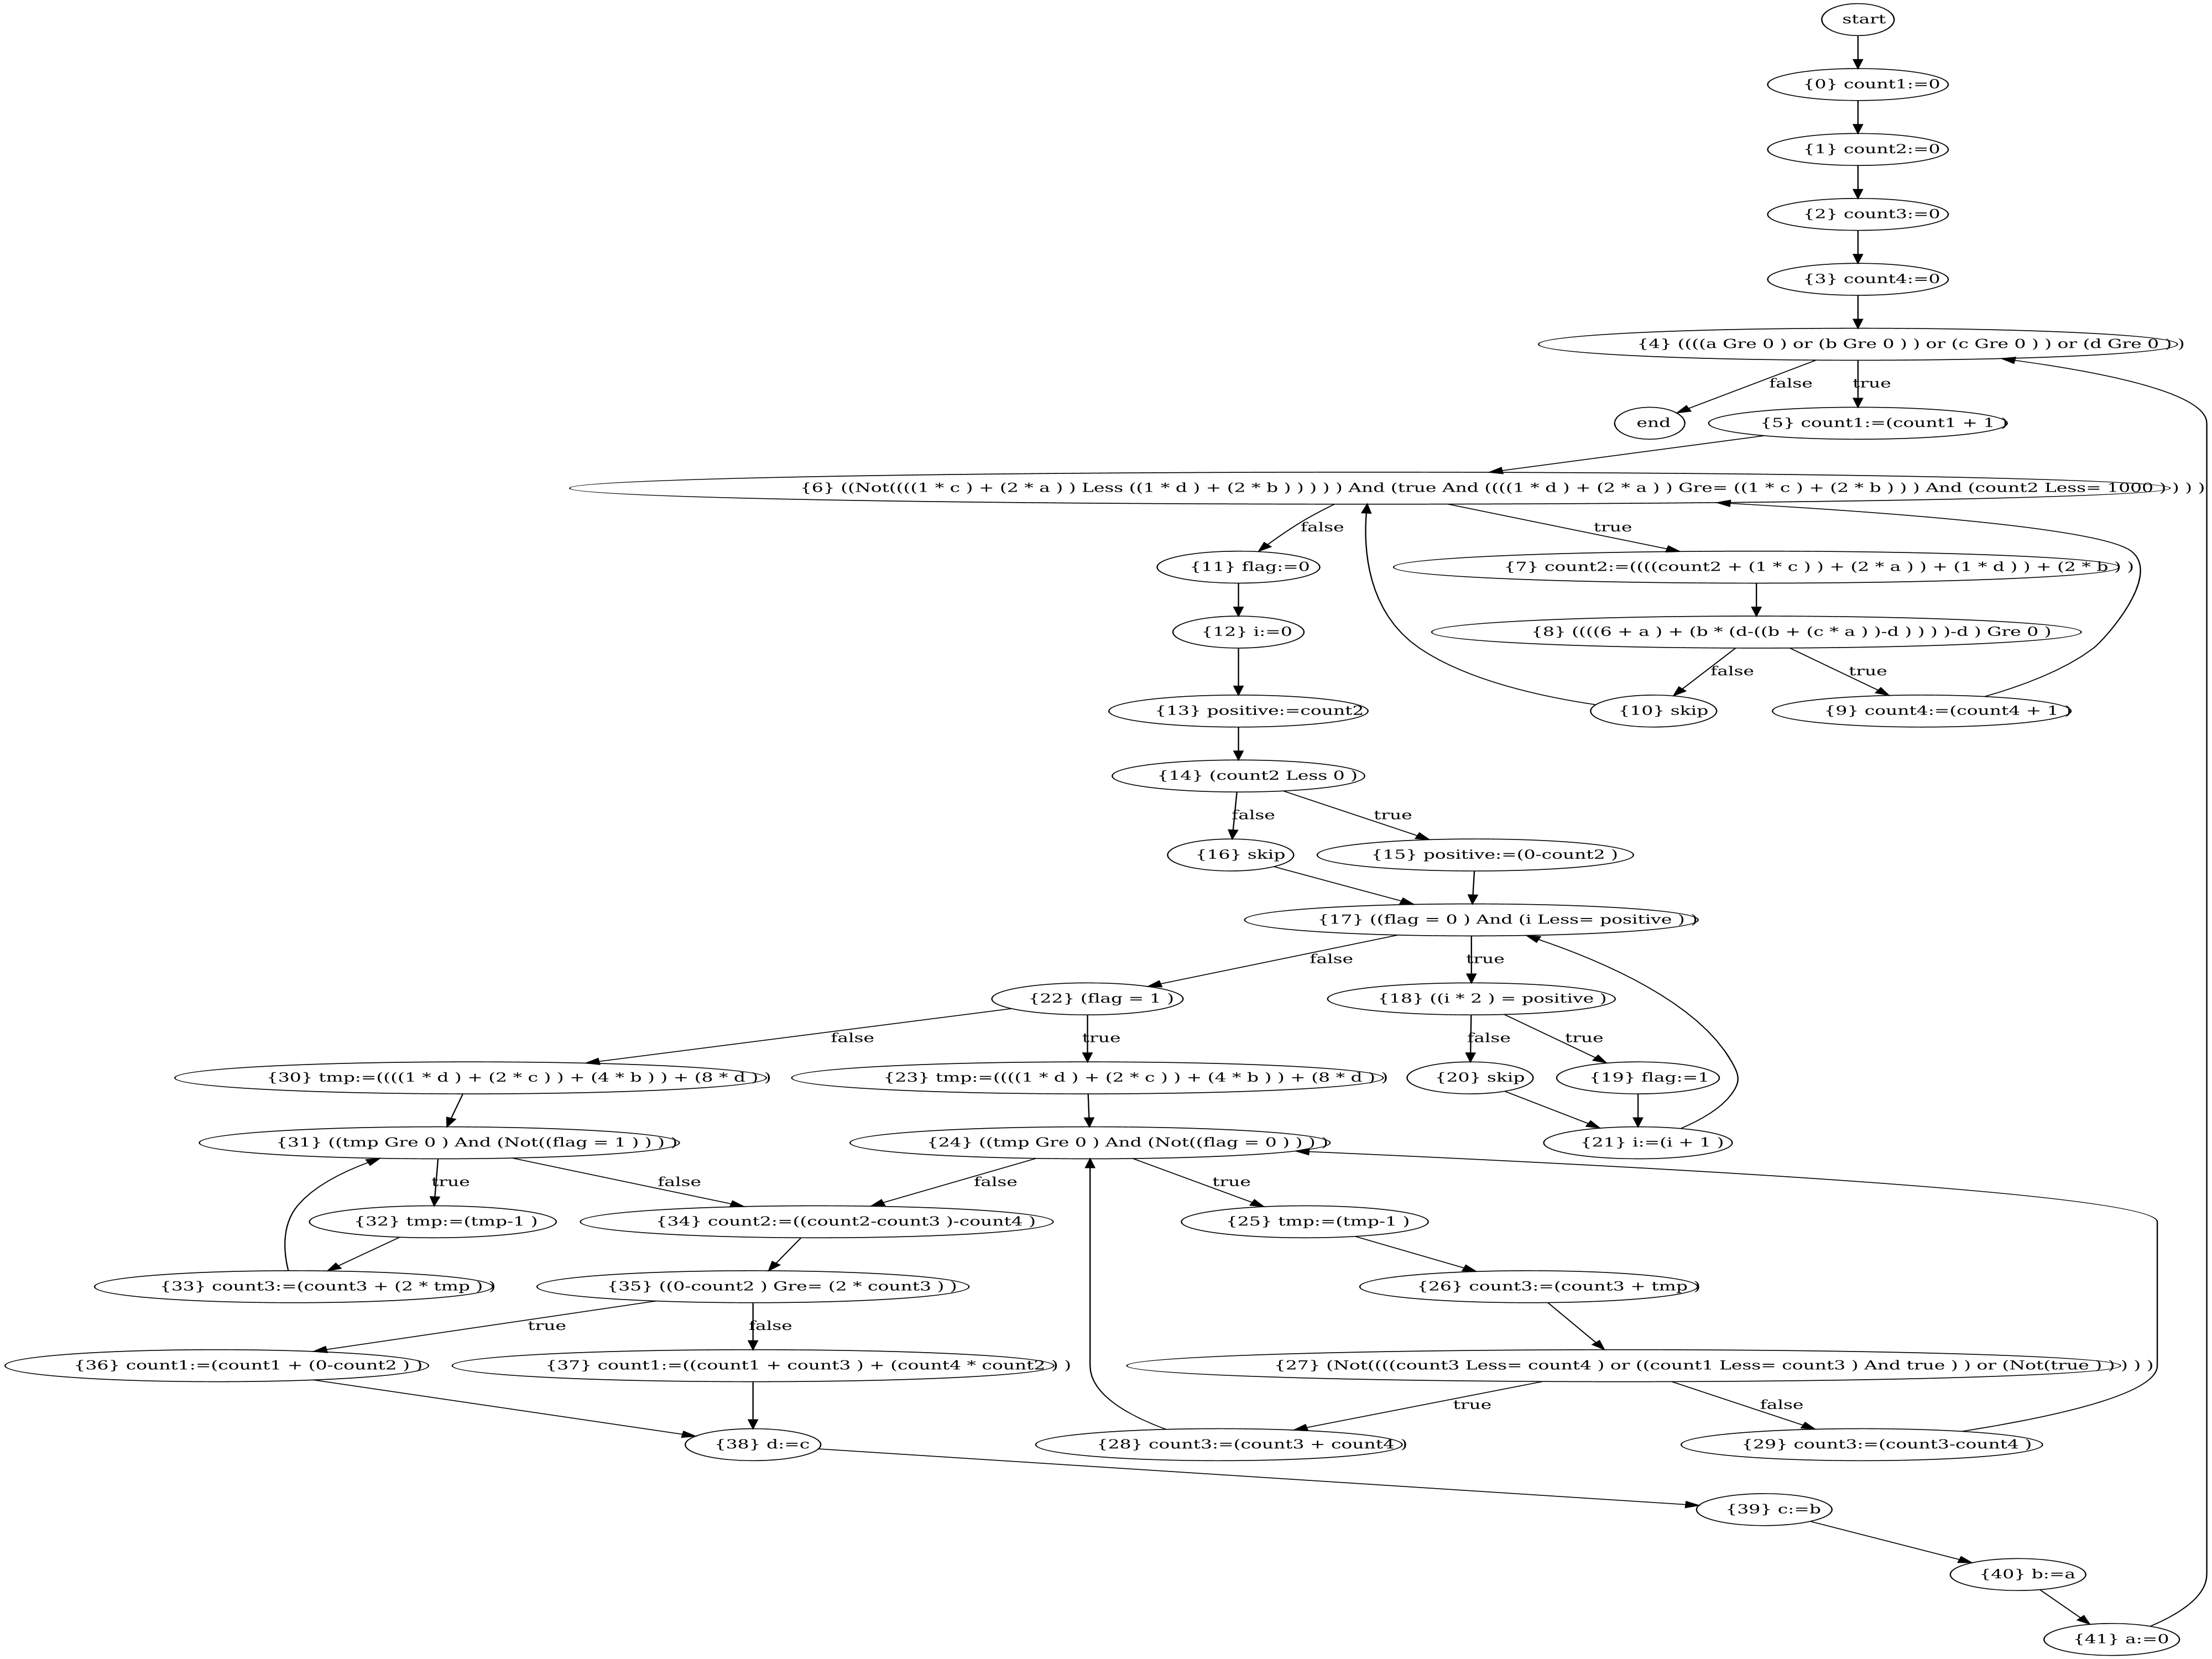 start
{0} count1:=0
{1} count2:=0
{2} count3:=0
{3} count4:=0
{4} ((((a Gre 0 ) or (b Gre 0 ) ) or (c Gre 0 ) ) or (d Gre 0 ) )
false
true
end
{5} count1:=(count1 + 1 )
{6} ((Not((((1 * c ) + (2 * a ) ) Less ((1 * d ) + (2 * b ) ) ) ) ) And (true And ((((1 * d ) + (2 * a ) ) Gre= ((1 * c ) + (2 * b ) ) ) And (count2 Less= 1000 ) ) ) )
false
true
{11} flag:=0
{7} count2:=((((count2 + (1 * c ) ) + (2 * a ) ) + (1 * d ) ) + (2 * b ) )
{12} i:=0
{8} ((((6 + a ) + (b * (d-((b + (c * a ) )-d ) ) ) )-d ) Gre 0 )
false
true
{13} positive:=count2
{10} skip
{9} count4:=(count4 + 1 )
{14} (count2 Less 0 )
false
true
{16} skip
{15} positive:=(0-count2 )
{17} ((flag = 0 ) And (i Less= positive ) )
false
true
{22} (flag = 1 )
{18} ((i * 2 ) = positive )
false
true
false
true
{30} tmp:=((((1 * d ) + (2 * c ) ) + (4 * b ) ) + (8 * d ) )
{23} tmp:=((((1 * d ) + (2 * c ) ) + (4 * b ) ) + (8 * d ) )
{20} skip
{19} flag:=1
{31} ((tmp Gre 0 ) And (Not((flag = 1 ) ) ) )
{24} ((tmp Gre 0 ) And (Not((flag = 0 ) ) ) )
{21} i:=(i + 1 )
true
false
false
true
{32} tmp:=(tmp-1 )
{34} count2:=((count2-count3 )-count4 )
{25} tmp:=(tmp-1 )
{33} count3:=(count3 + (2 * tmp ) )
{35} ((0-count2 ) Gre= (2 * count3 ) )
{26} count3:=(count3 + tmp )
true
false
{36} count1:=(count1 + (0-count2 ) )
{37} count1:=((count1 + count3 ) + (count4 * count2 ) )
{27} (Not((((count3 Less= count4 ) or ((count1 Less= count3 ) And true ) ) or (Not(true ) ) ) ) )
true
false
{38} d:=c
{28} count3:=(count3 + count4 )
{29} count3:=(count3-count4 )
{39} c:=b
{40} b:=a
{41} a:=0